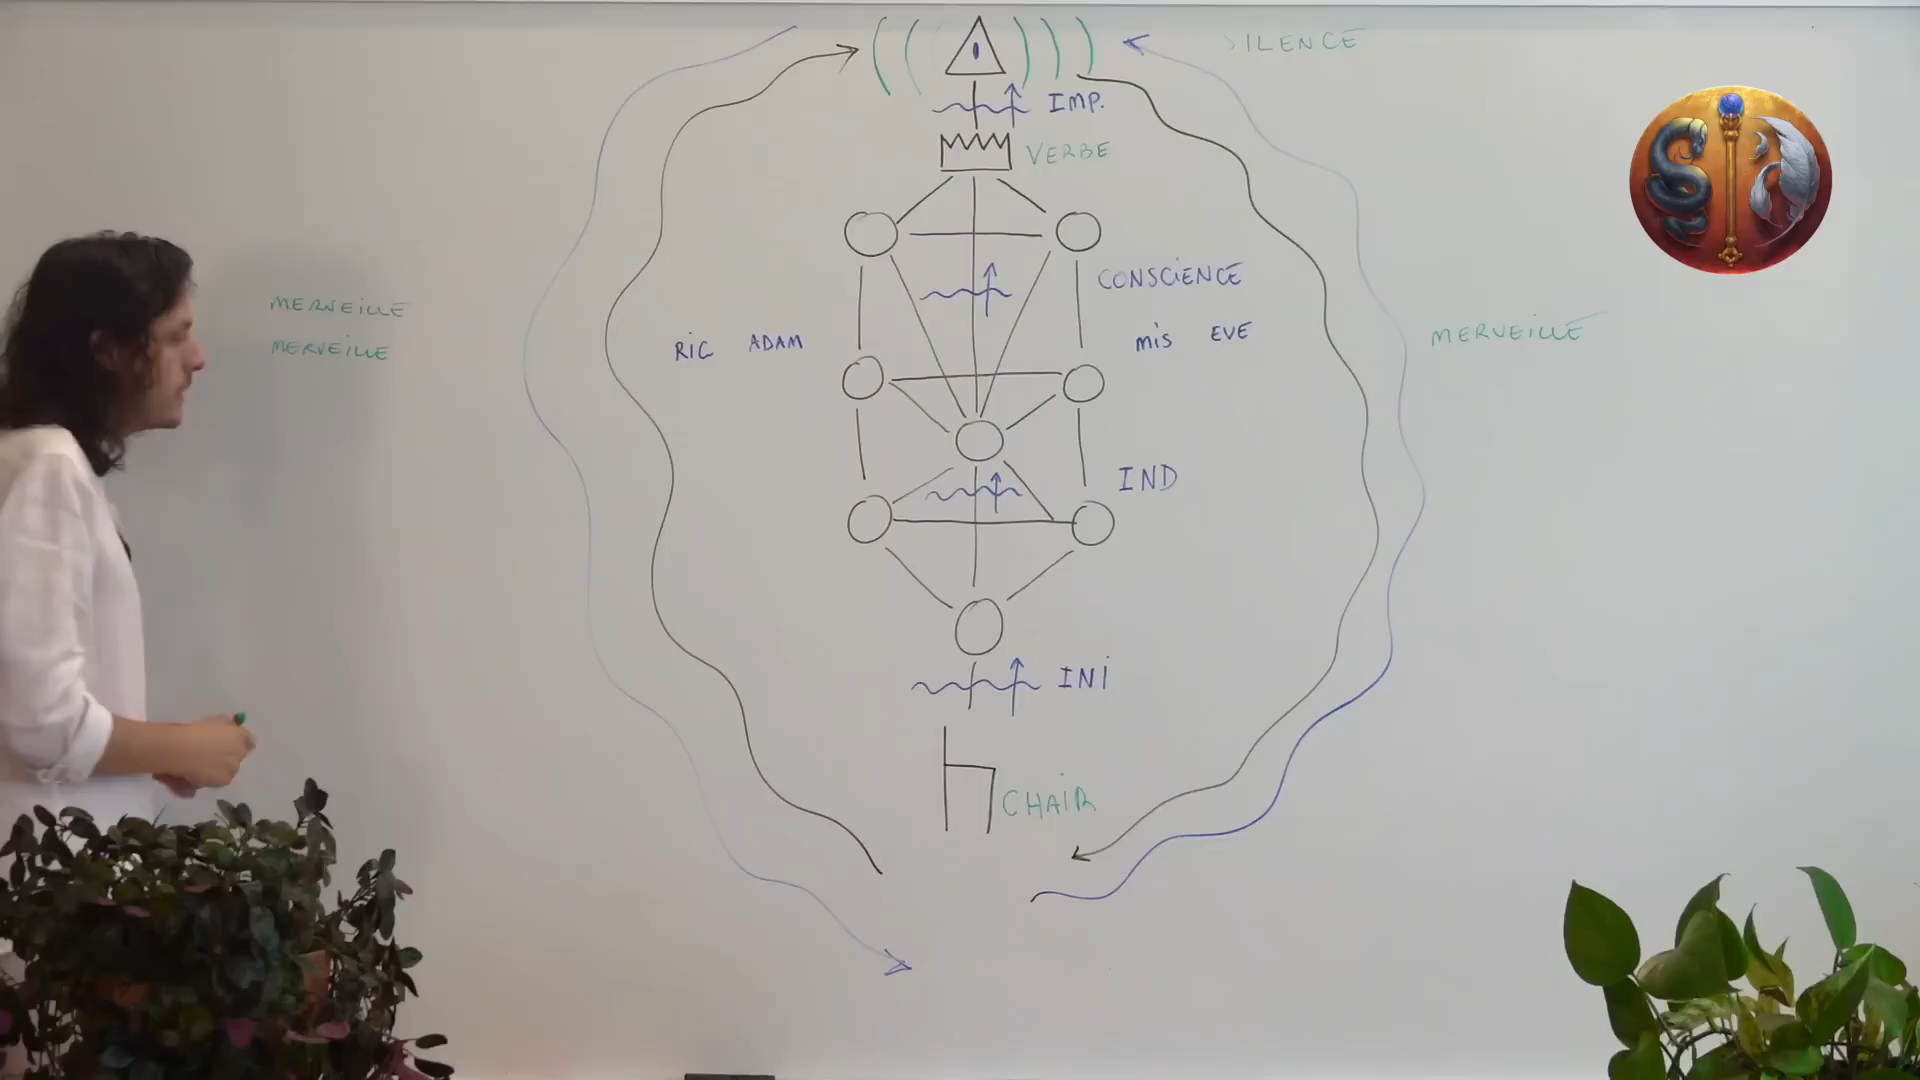 SILENCE
IMP.
VERBE
CONSCIENCE
MERVEILLE
MERVEILLE
RIC ADAM
mis EVE
MERVEILLE
IND
INI
CHAIR